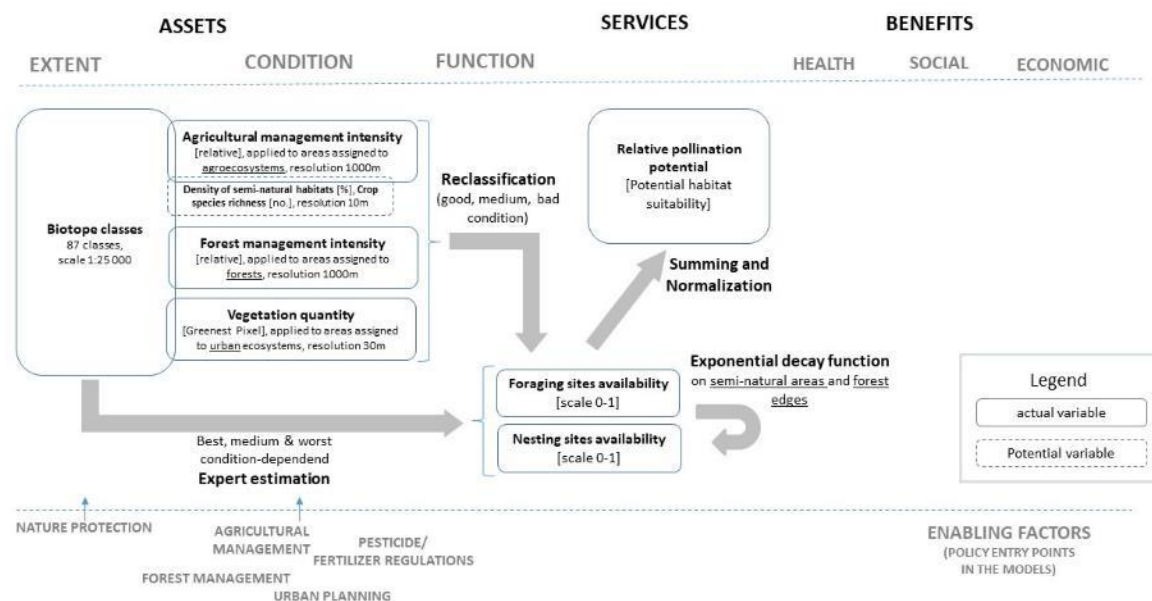 ASSETS
SERVICES
BENEFITS
EXTENT
CONDITION
FUNCTION
HEALTH
SOCIAL
ECONOMIC
Biotope classes
87 classes,
scale 1:25 000
Agricultural management intensity
[relative], applied to areas assigned to
agroecosystems, resolution 1000m
Density of semi-natural habitats [%], Crop
species richness [no.], resolution 10m
Forest management intensity
[relative], applied to areas assigned to
forests, resolution 1000m
Vegetation quantity
[Greenest Pixel], applied to areas assigned
to urban ecosystems, resolution 30m
Reclassification
(good, medium, bad
condition)
Relative pollination
potential
[Potential habitat
suitability]
Summing and
Normalization
Foraging sites availability
[scale 0-1]
Nesting sites availability
[scale 0-1]
Exponential decay function
on semi-natural areas and forest
edges
Best, medium & worst
condition-dependend
Expert estimation
Legend
actual variable
Potential variable
NATURE PROTECTION
AGRICULTURAL
MANAGEMENT
PESTICIDE/
FERTILIZER REGULATIONS
FOREST MANAGEMENT
URBAN PLANNING
ENABLING FACTORS
(POLICY ENTRY POINTS
IN THE MODELS)